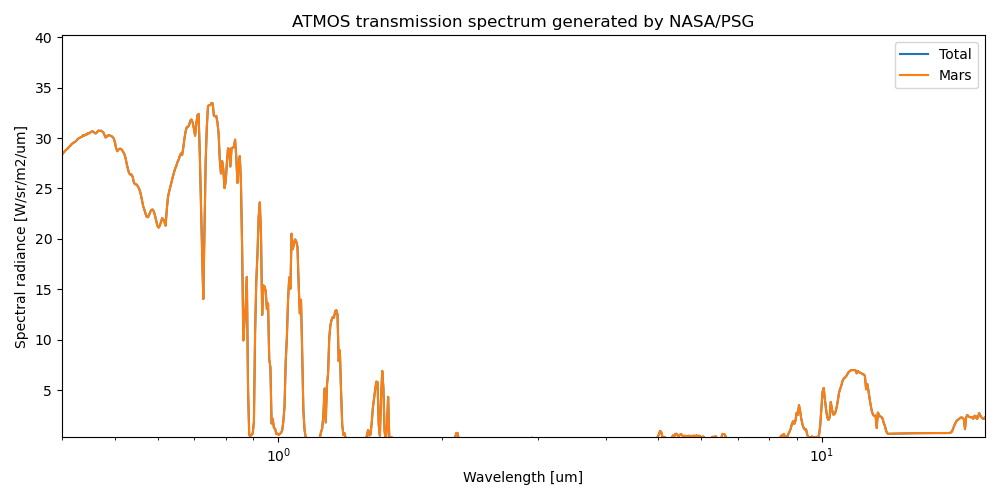 ATMOS transmission spectrum generated by NASA/PSG
Total
Mars
Spectral radiance [W/sr/m2/um]
40
35
30
25
20
15
10
5
10⁰
10¹
Wavelength [um]